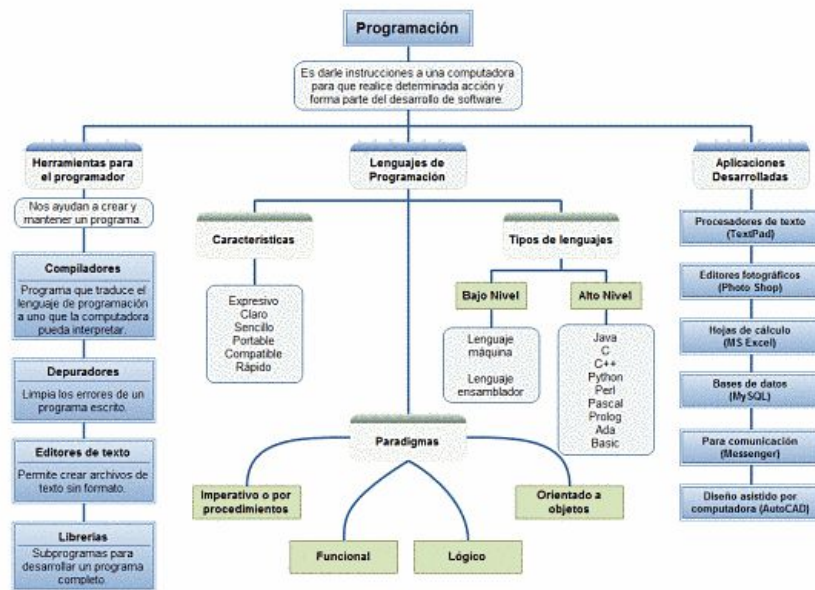 Programación
Es darle instrucciones a una computadora
para que realice determinada acción y
forma parte del desarrollo de software.
Herramientas para
el programador
Nos ayudan a crear y
mantener un programa.
Compiladores
Programa que traduce el
lenguaje de programación
a uno que la computadora
pueda interpretar.
Depuradores
Limpia los errores de un
programa escrito.
Editores de texto
Permite crear archivos de
texto sin formato.
Librerías
Subprogramas para
desarrollar un programa
completo.
Lenguajes de
Programación
Características
Expresivo
Claro
Sencillo
Portable
Compatible
Rápido
Tipos de lenguajes
Bajo Nivel
Lenguaje
máquina
Lenguaje
ensamblador
Alto Nivel
Java
C
C++
Python
Perl
Pascal
Prolog
Ada
Basic
Paradigmas
Imperativo o por
procedimientos
Funcional
Lógico
Orientado a
objetos
Aplicaciones
Desarrolladas
Procesadores de texto
(TextPad)
Editores fotográficos
(Photo Shop)
Hojas de cálculo
(MS Excel)
Bases de datos
(MySQL)
Para comunicación
(Messenger)
Diseño asistido por
computadora (AutoCAD)